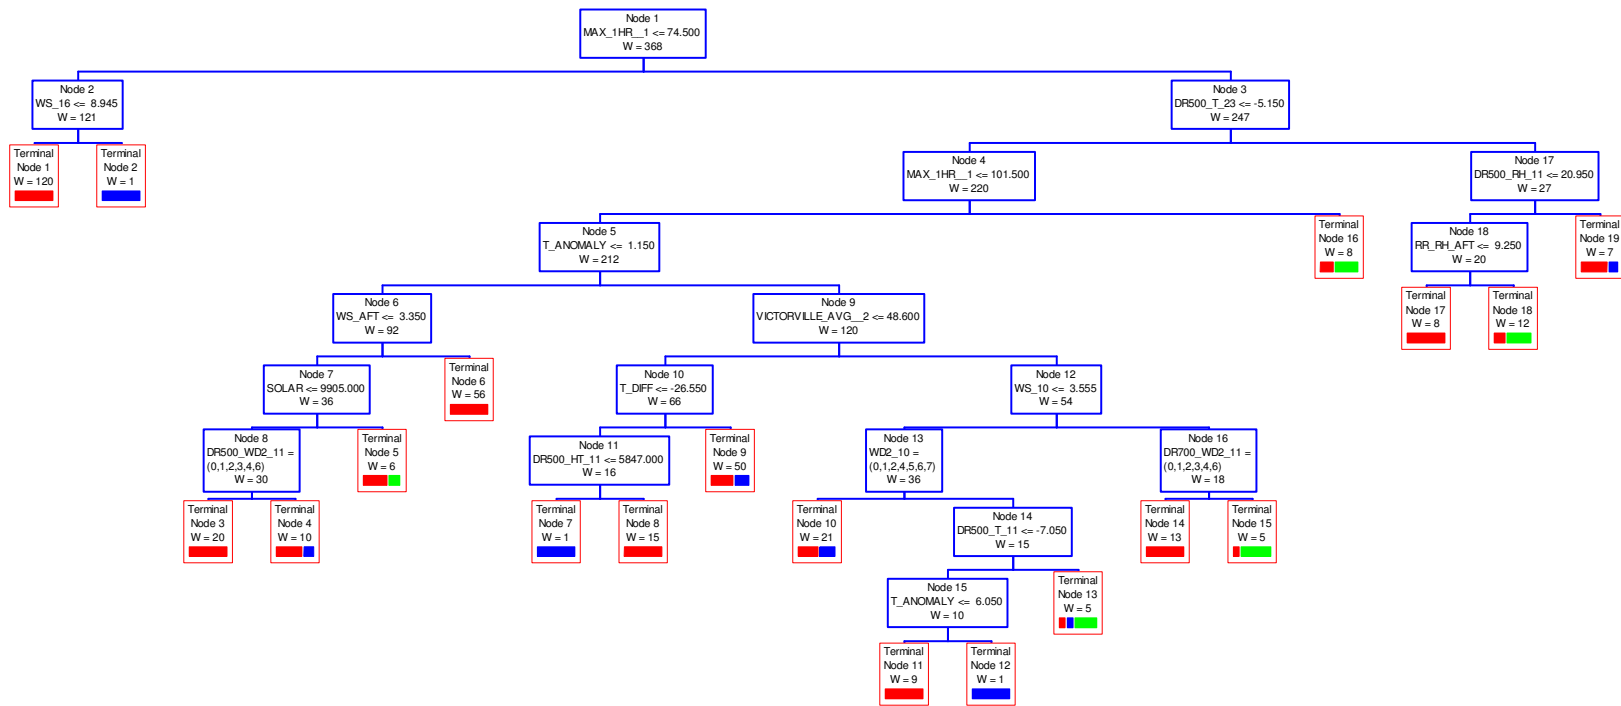 Node 1
MAX_1HR__1 <= 74.500
W = 368
Node 2
WS_16 <= 8.945
W = 121
Node 3
DR500_T_23 <= -5.150
W = 247
Terminal
Node 1
W = 120
Terminal
Node 2
W = 1
Node 4
MAX_1HR__1 <= 101.500
W = 220
Node 17
DR500_RH_11 <= 20.950
W = 27
Node 5
T_ANOMALY <= 1.150
W = 212
Terminal
Node 16
W = 8
Node 18
RR_RH_AFT <= 9.250
W = 20
Terminal
Node 19
W = 7
Node 6
WS_AFT <= 3.350
W = 92
Node 9
VICTORVILLE_AVG__2 <= 48.600
W = 120
Terminal
Node 17
W = 8
Terminal
Node 18
W = 12
Node 7
SOLAR <= 9905.000
W = 36
Terminal
Node 6
W = 56
Node 10
T_DIFF <= -26.550
W = 66
Node 12
WS_10 <= 3.555
W = 54
Node 8
DR500_WD2_11 =
(0,1,2,3,4,6)
W = 30
Terminal
Node 5
W = 6
Node 11
DR500_HT_11 <= 5847.000
W = 16
Terminal
Node 9
W = 50
Node 13
WD2_10 =
(0,1,2,4,5,6,7)
W = 36
Node 16
DR700_WD2_11 =
(0,1,2,3,4,6)
W = 18
Terminal
Node 3
W = 20
Terminal
Node 4
W = 10
Terminal
Node 7
W = 1
Terminal
Node 8
W = 15
Terminal
Node 10
W = 21
Node 14
DR500_T_11 <= -7.050
W = 15
Terminal
Node 14
W = 13
Terminal
Node 15
W = 5
Node 15
T_ANOMALY <= 6.050
W = 10
Terminal
Node 13
W = 5
Terminal
Node 11
W = 9
Terminal
Node 12
W = 1